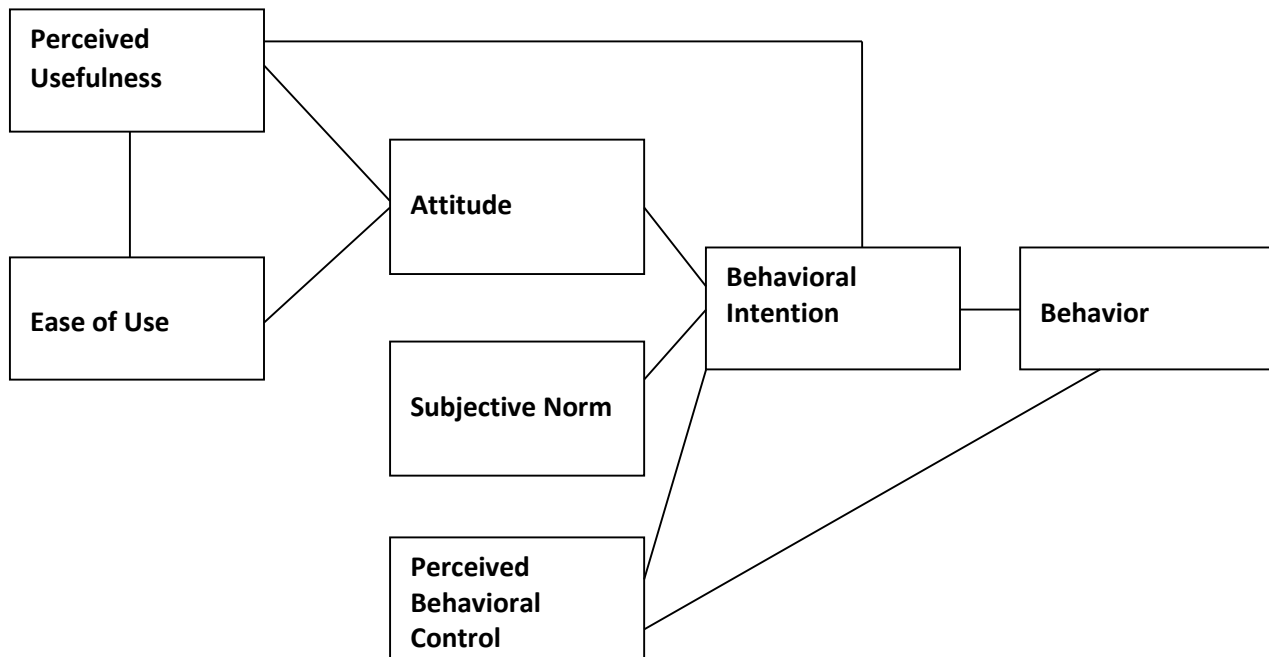 Perceived
Usefulness
Attitude
Ease of Use
Behavioral
Intention
Behavior
Subjective Norm
Perceived
Behavioral
Control